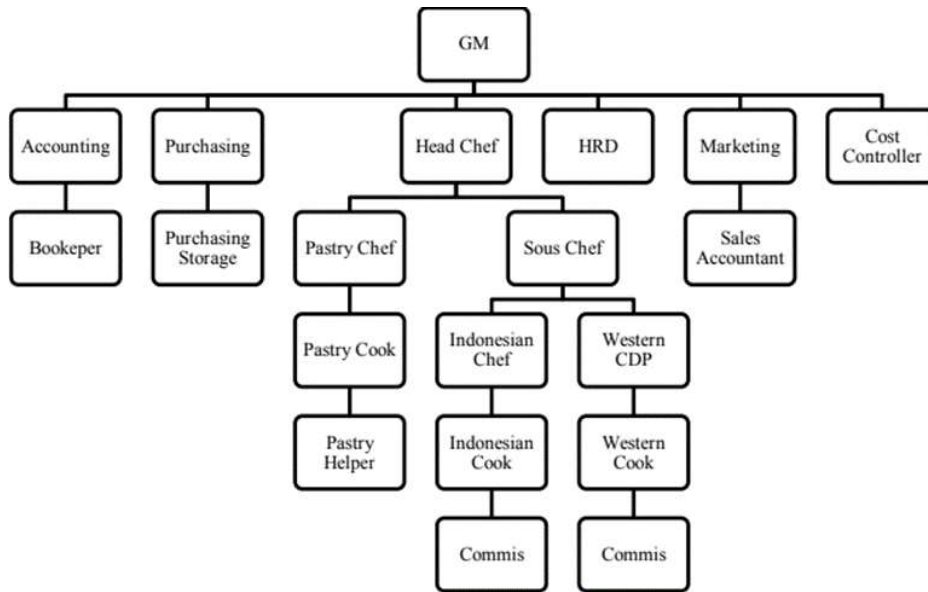 GM
Accounting
Purchasing
Head Chef
HRD
Marketing
Cost
Controller
Bookeper
Purchasing
Storage
Pastry Chef
Sous Chef
Sales
Accountant
Pastry Cook
Indonesian
Chef
Western
CDP
Pastry
Helper
Indonesian
Cook
Western
Cook
Commis
Commis